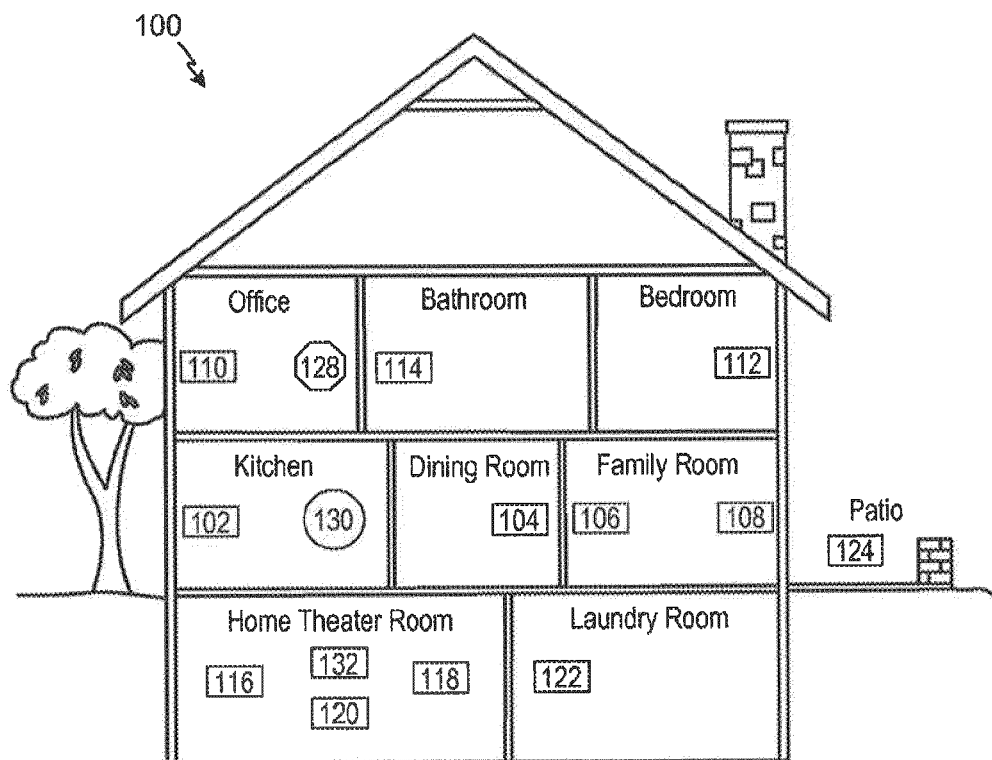 100
Office
Bathroom
Bedroom
110
128
114
112
Kitchen
Dining Room
Family Room
102
130
104
106
108
Patio
124
Home Theater Room
Laundry Room
116
132
118
122
120